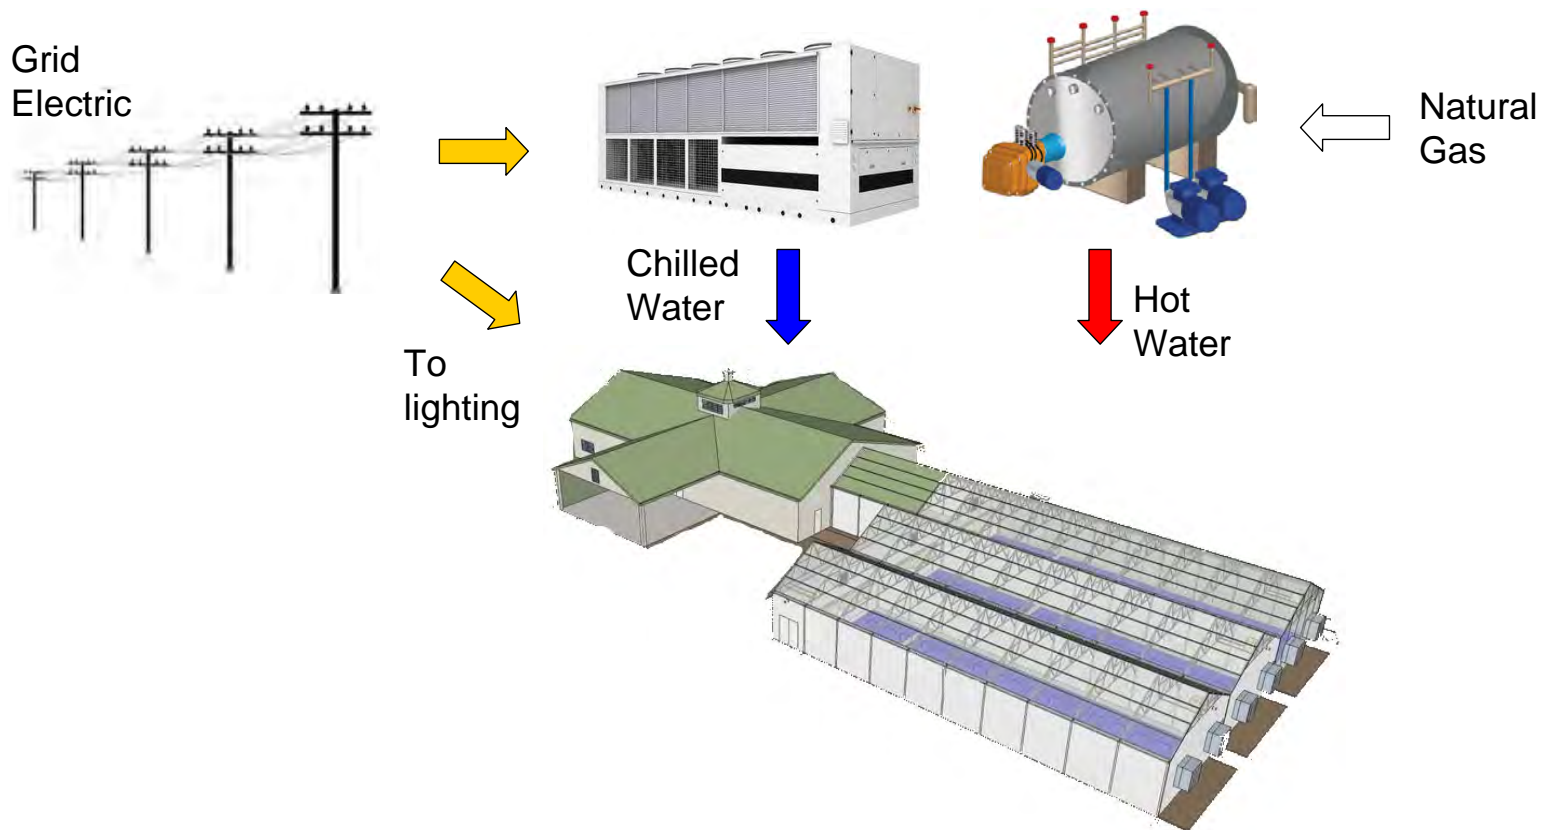 Grid
Electric
Natural
Gas
Chilled
Water
Hot
Water
To
lighting